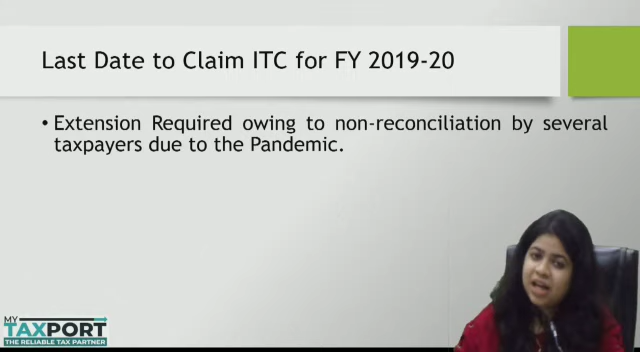 Last Date to Claim ITC for FY 2019-20
• Extension Required owing to non-reconciliation by several
taxpayers due to the Pandemic.
MY
TAXPORT
THE RELIABLE TAX PARTNER